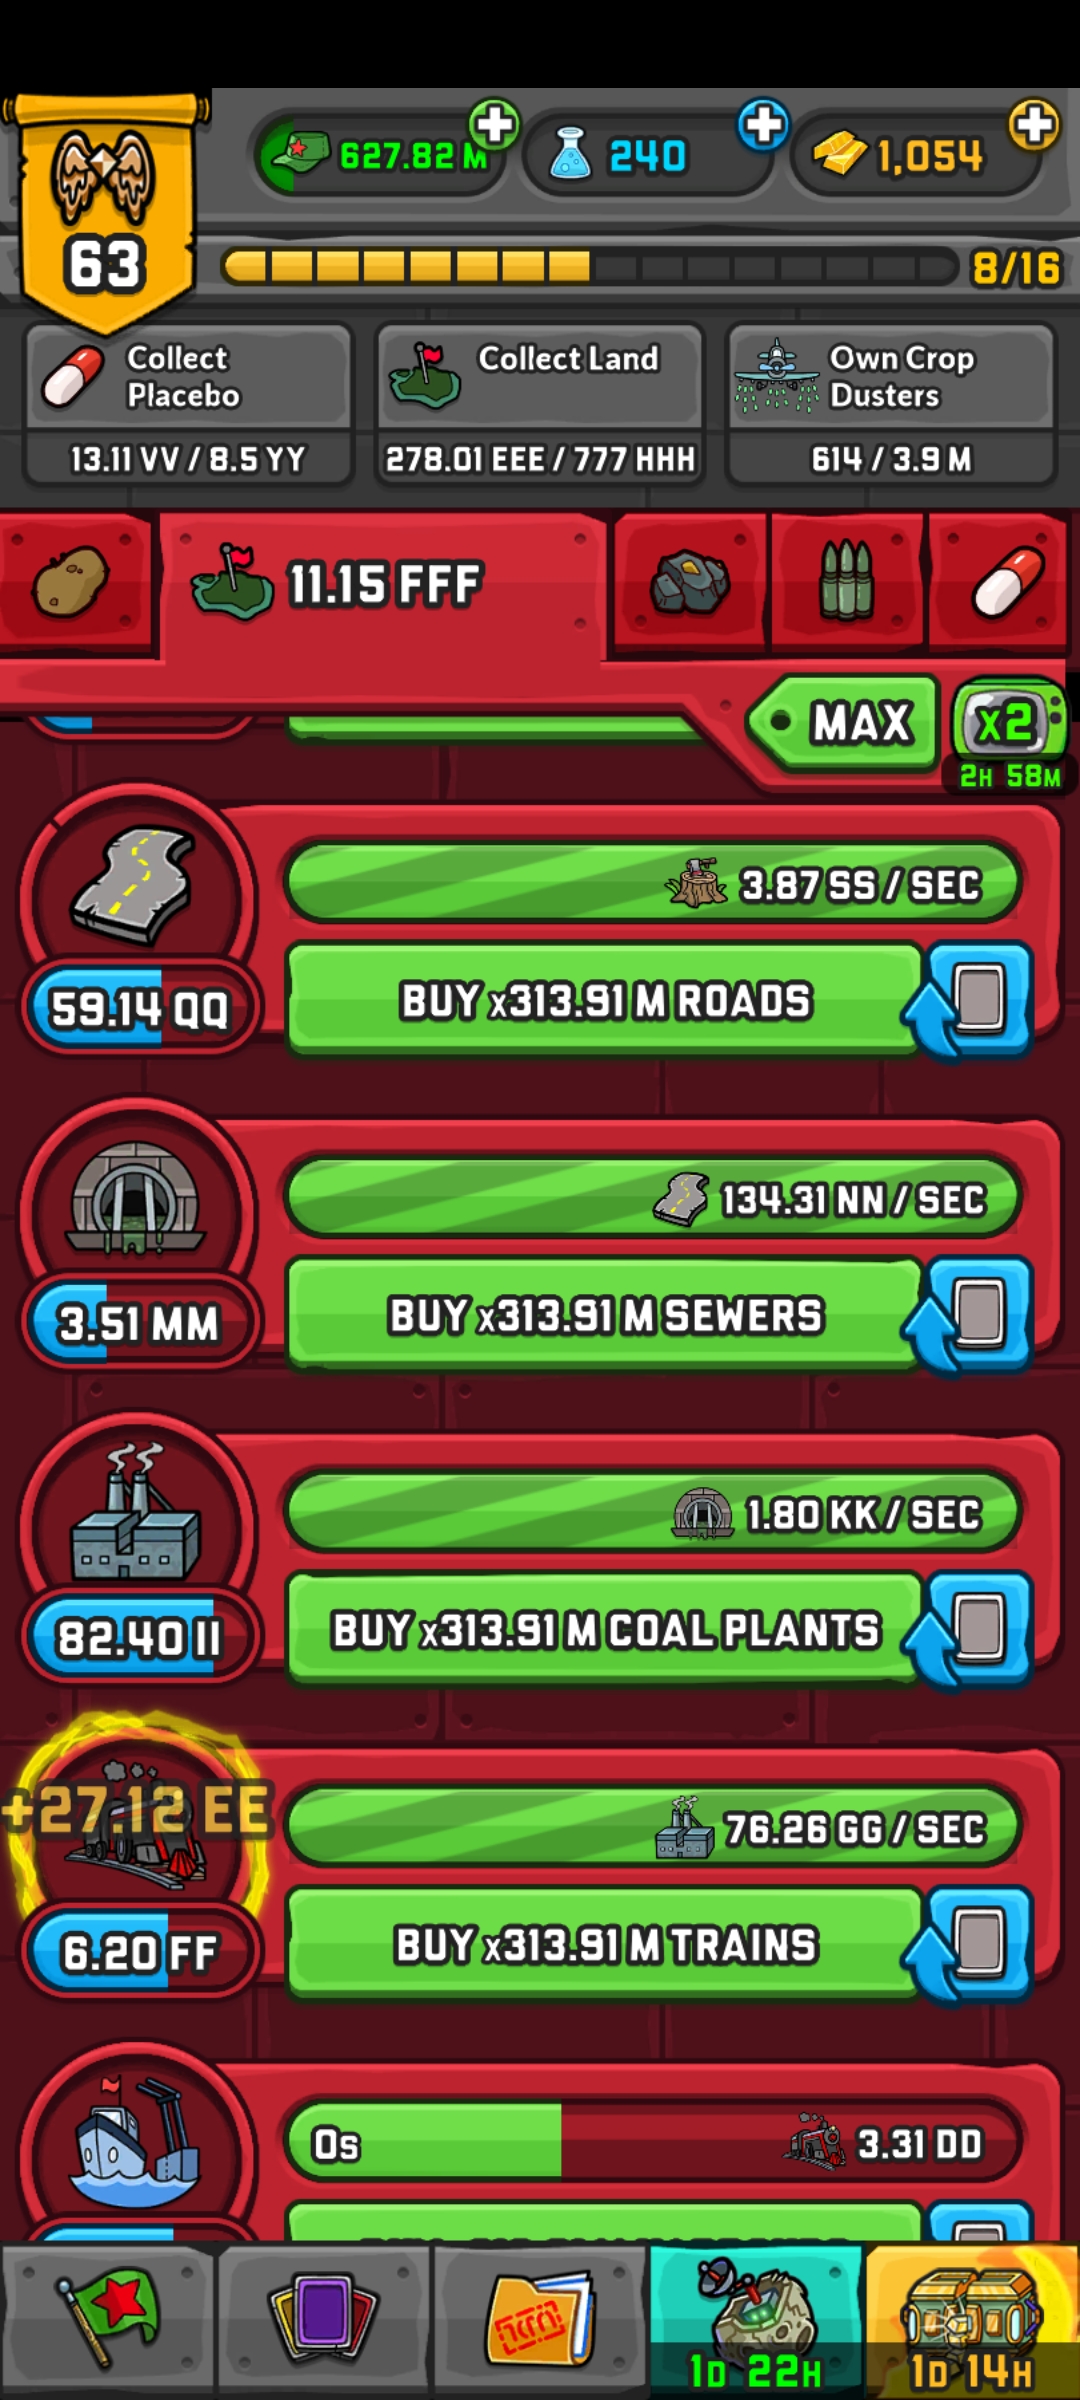 627.82 M
240
1,054
63
8/16
Collect
Placebo
13.11 VV / 8.5 YY
Collect Land
278.01 EEE / 777 HHH
Own Crop
Dusters
614 / 3.9 M
11.15 FFF
MAX
X2
2H 58M
3.87 SS / SEC
59.14 QQ
BUY x313.91 M ROADS
134.31 NN / SEC
3.51 MM
BUY x313.91 M SEWERS
1.80 KK / SEC
82.40 II
BUY x313.91 M COAL PLANTS
+27.12 EE
76.26 GG / SEC
6.20 FF
BUY x313.91 M TRAINS
0s
3.31 DD
1D 22H
1D 14H